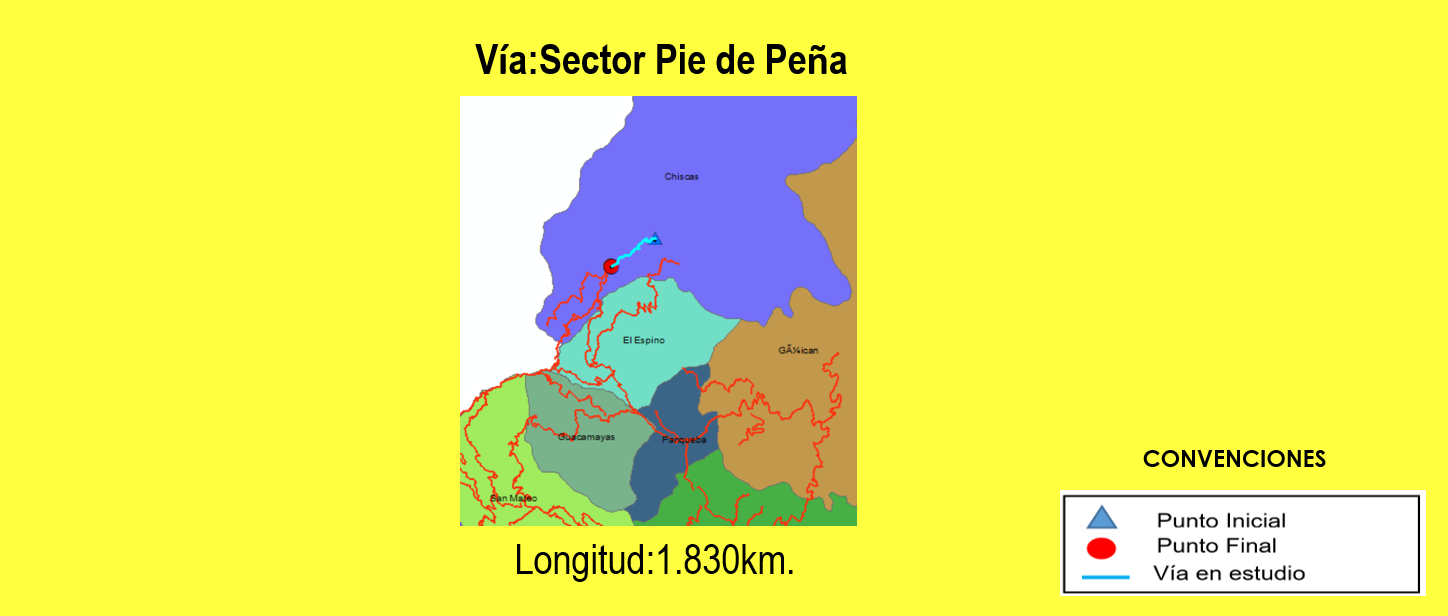 Vía:Sector Pie de Peña
Chiscas
El Espino
GÃ¼ican
Guacamayas
Panqueba
San Mateo
Longitud:1.830km.
CONVENCIONES
Punto Inicial
Punto Final
Vía en estudio